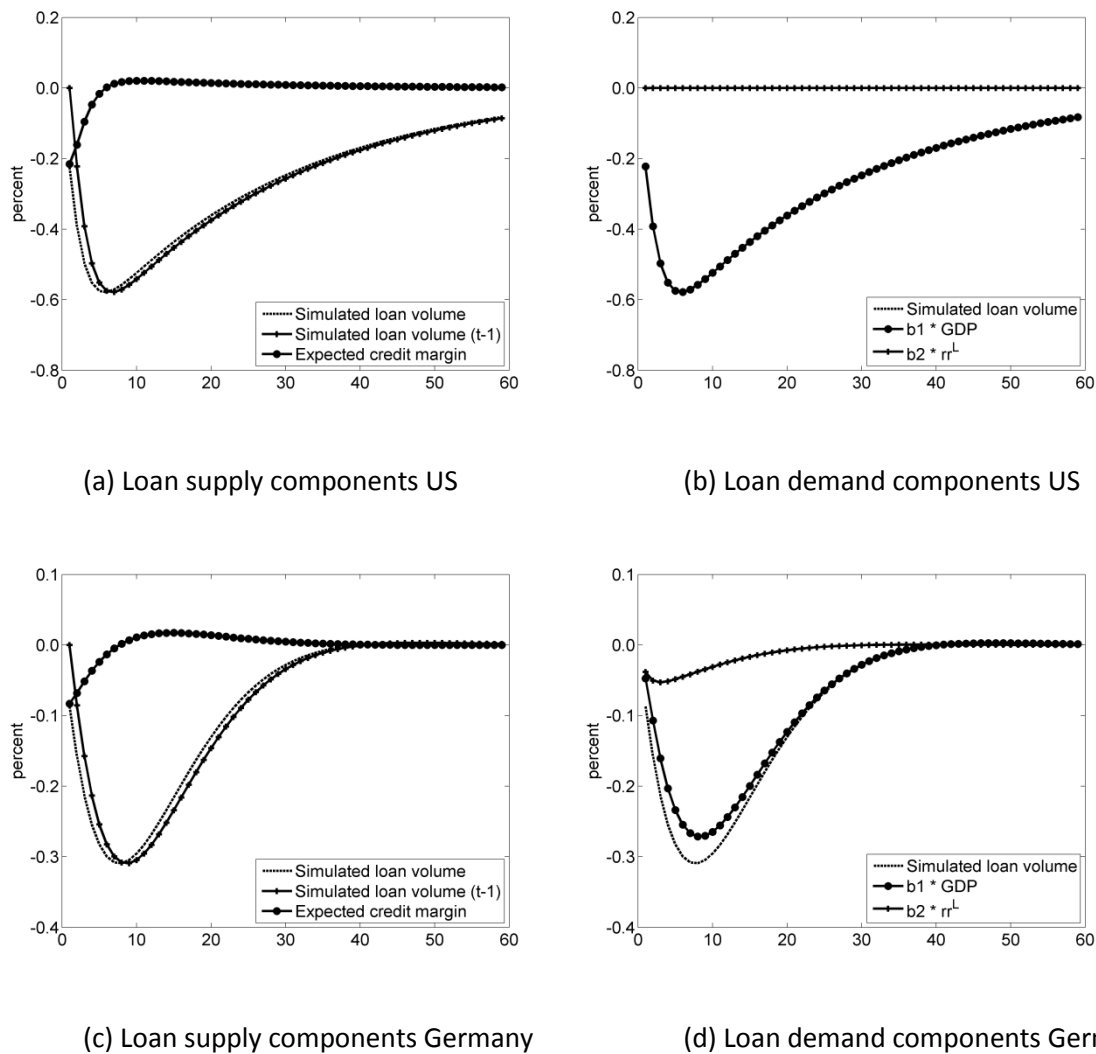 0.2
0.0
-0.2
-0.4
-0.6
-0.8
percent
0 10 20 30 40 50 60
Simulated loan volume
Simulated loan volume (t-1)
Expected credit margin
(a) Loan supply components US
0.2
0.0
-0.2
-0.4
-0.6
-0.8
percent
0 10 20 30 40 50 60
Simulated loan volume
b1 * GDP
b2 * rr^L
(b) Loan demand components US
0.1
0.0
-0.1
-0.2
-0.3
-0.4
percent
0 10 20 30 40 50 60
Simulated loan volume
Simulated loan volume (t-1)
Expected credit margin
(c) Loan supply components Germany
0.1
0.0
-0.1
-0.2
-0.3
-0.4
percent
0 10 20 30 40 50 60
Simulated loan volume
b1 * GDP
b2 * rr^L
(d) Loan demand components